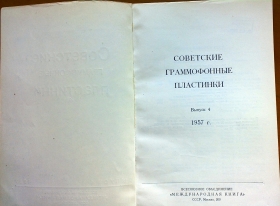 СОВЕТСКИЕ
ГРАММОФОННЫЕ
ПЛАСТИНКИ
Выпуск 4
1957 г.
ВСЕСОЮЗНОЕ ОБЪЕДИНЕНИЕ
«МЕЖДУНАРОДНАЯ КНИГА»
СССР, Москва, 200